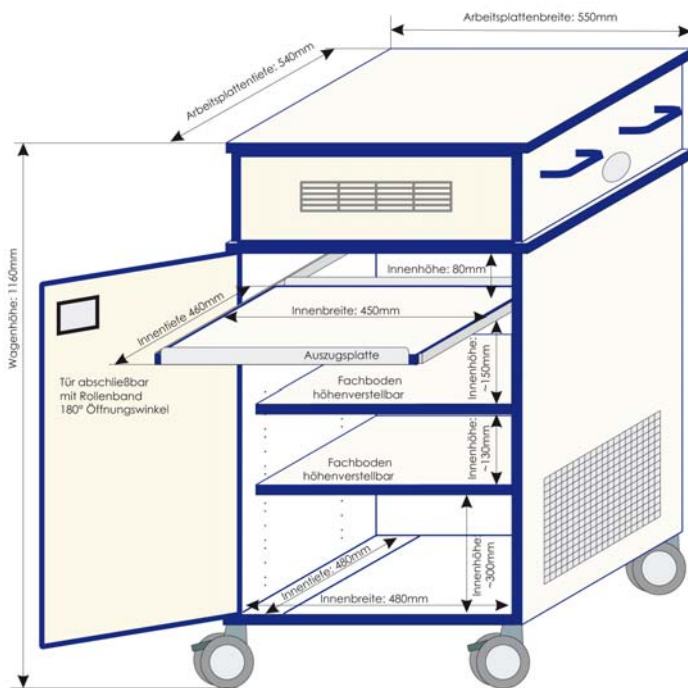 Arbeitsplattenbreite: 550mm
Arbeitsplattentiefe: 540mm
Wagenhöhe: 1160mm
Innenhöhe: 80mm
Innentiefe 460mm
Innenbreite: 450mm
Auszugsplatte
Innenhöhe:
~150mm
Tür abschließbar
mit Rollenband
180° Öffnungswinkel
Fachboden
höhenverstellbar
Innenhöhe:
~130mm
Fachboden
höhenverstellbar
Innenhöhe:
~300mm
Innentiefe: 480mm
Innenbreite: 480mm